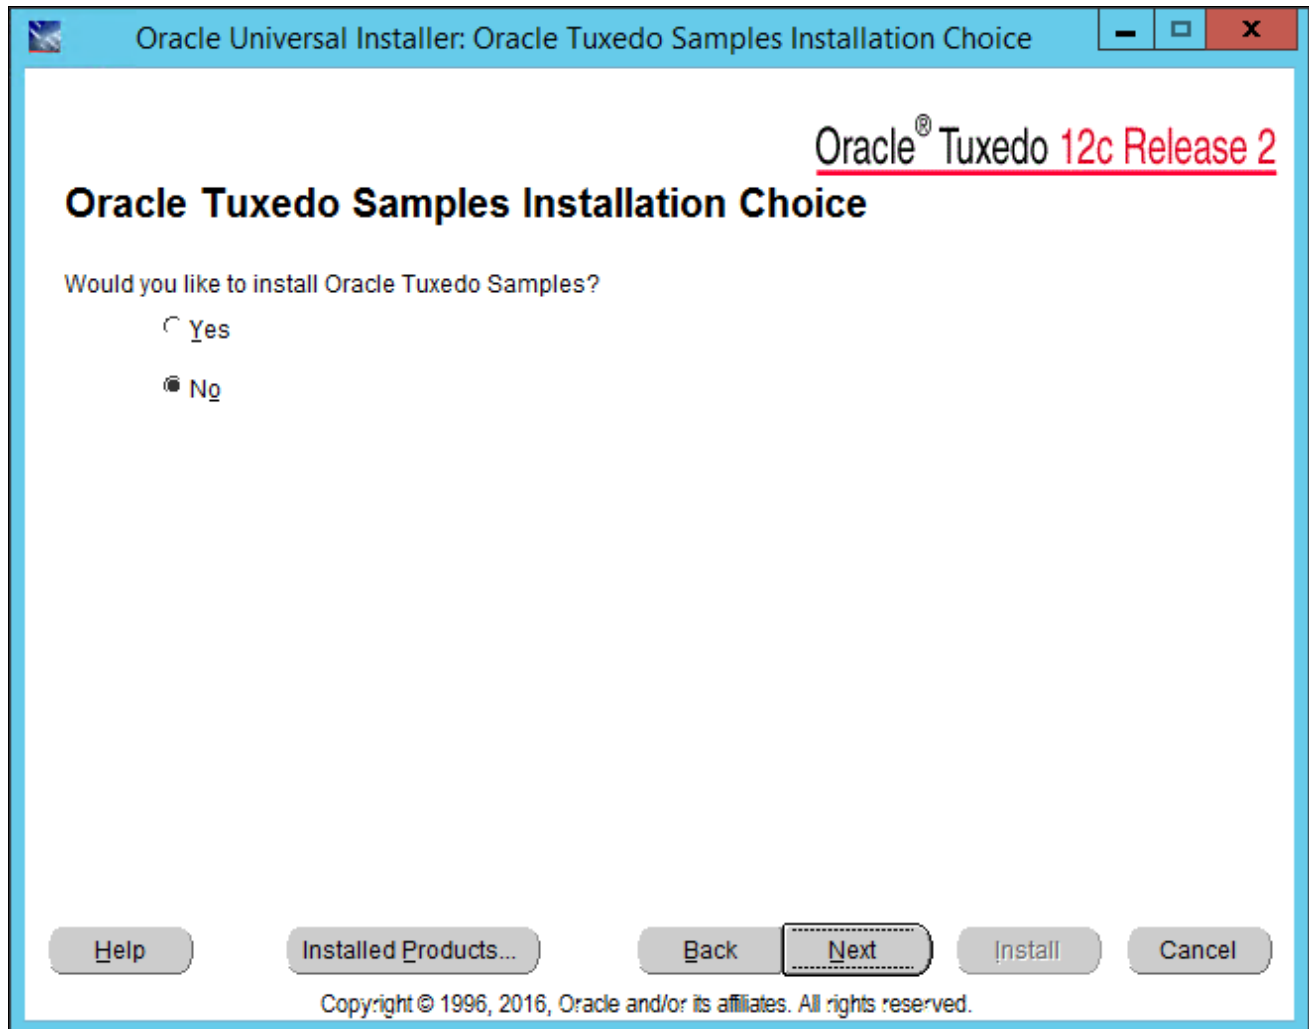 Oracle Universal Installer: Oracle Tuxedo Samples Installation Choice
Oracle® Tuxedo 12c Release 2
Oracle Tuxedo Samples Installation Choice
Would you like to install Oracle Tuxedo Samples?
Yes
No
Help Installed Products... Back Next Install Cancel
Copyright © 1996, 2016, Oracle and/or its affiliates. All rights reserved.